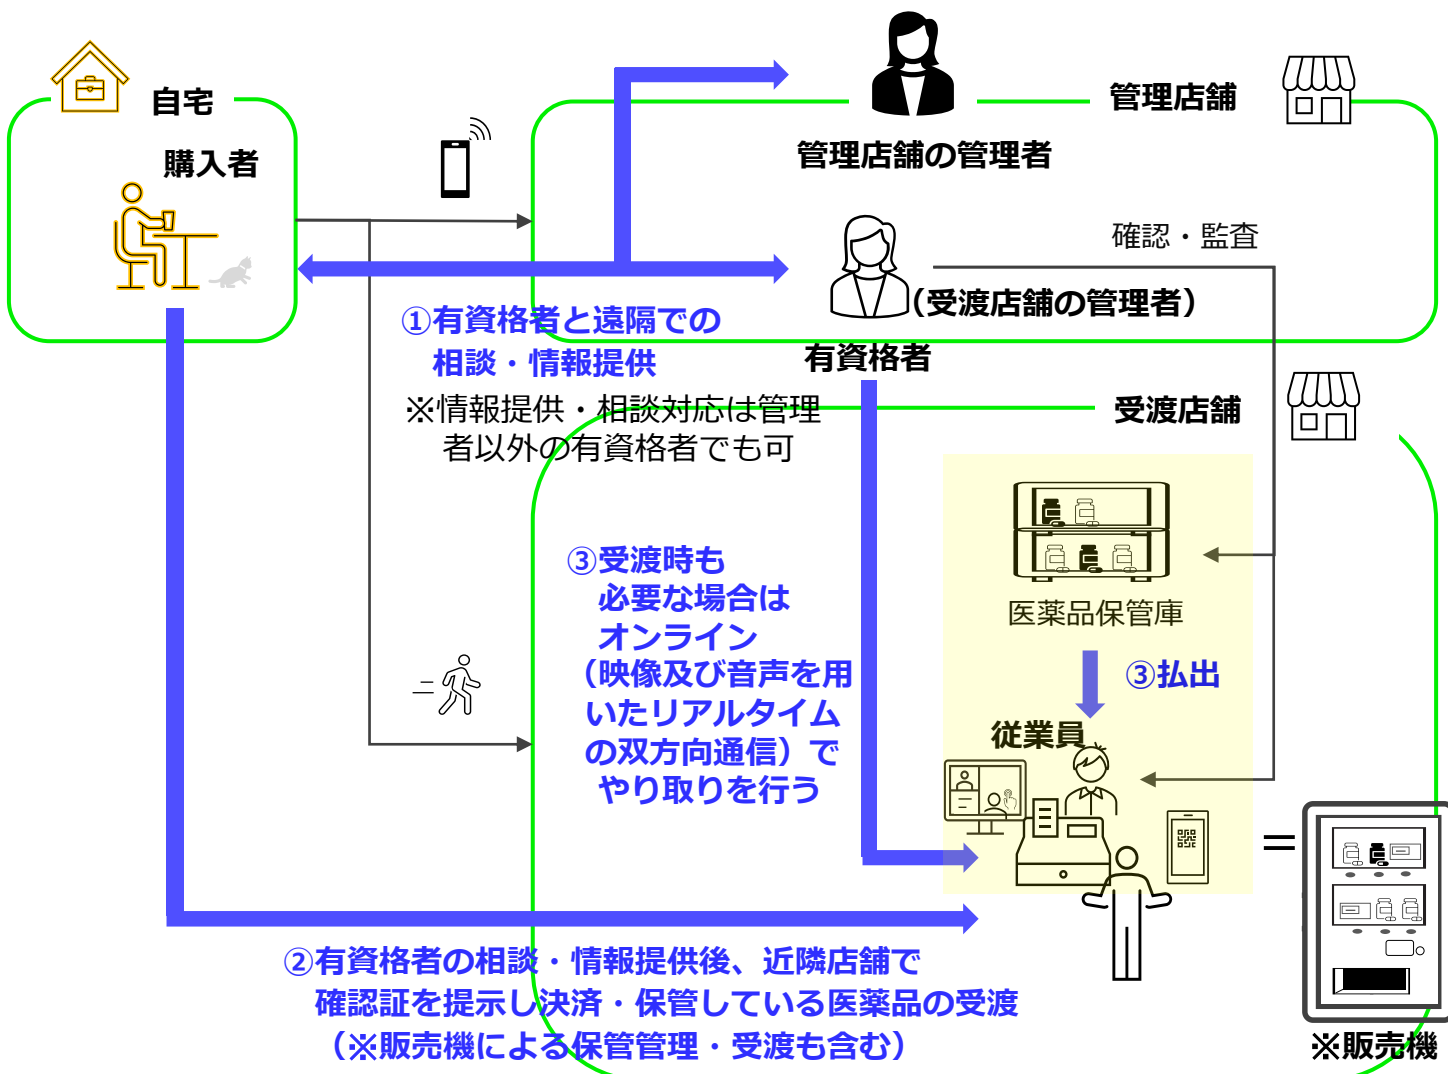 自宅
購入者
管理店舗
管理店舗の管理者
確認・監査
（受渡店舗の管理者）
有資格者
①有資格者と遠隔での
相談・情報提供
※情報提供・相談対応は管理
者以外の有資格者でも可
受渡店舗
医薬品保管庫
③払出
従業員
③受渡時も
必要な場合は
オンライン
（映像及び音声を用
いたリアルタイム
の双方向通信）で
やり取りを行う
＝
※販売機
②有資格者の相談・情報提供後、近隣店舗で
確認証を提示し決済・保管している医薬品の受渡
（※販売機による保管管理・受渡も含む）